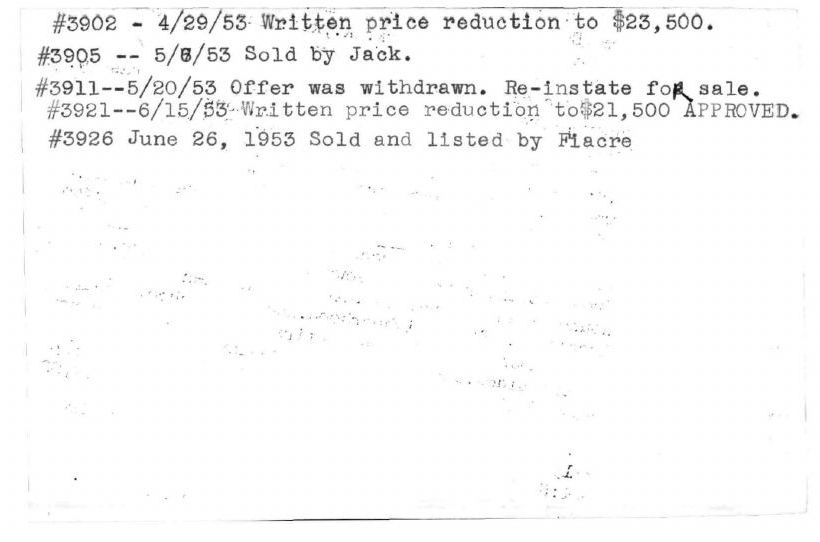 #3902 - 4/29/53 Written price reduction to $23,500.
#3905 -- 5/6/53 Sold by Jack.
#3911--5/20/53 Offer was withdrawn. Re-instate for sale.
#3921--6/15/53 Written price reduction to$21,500 APPROVED.
#3926 June 26, 1953 Sold and listed by Fiacre